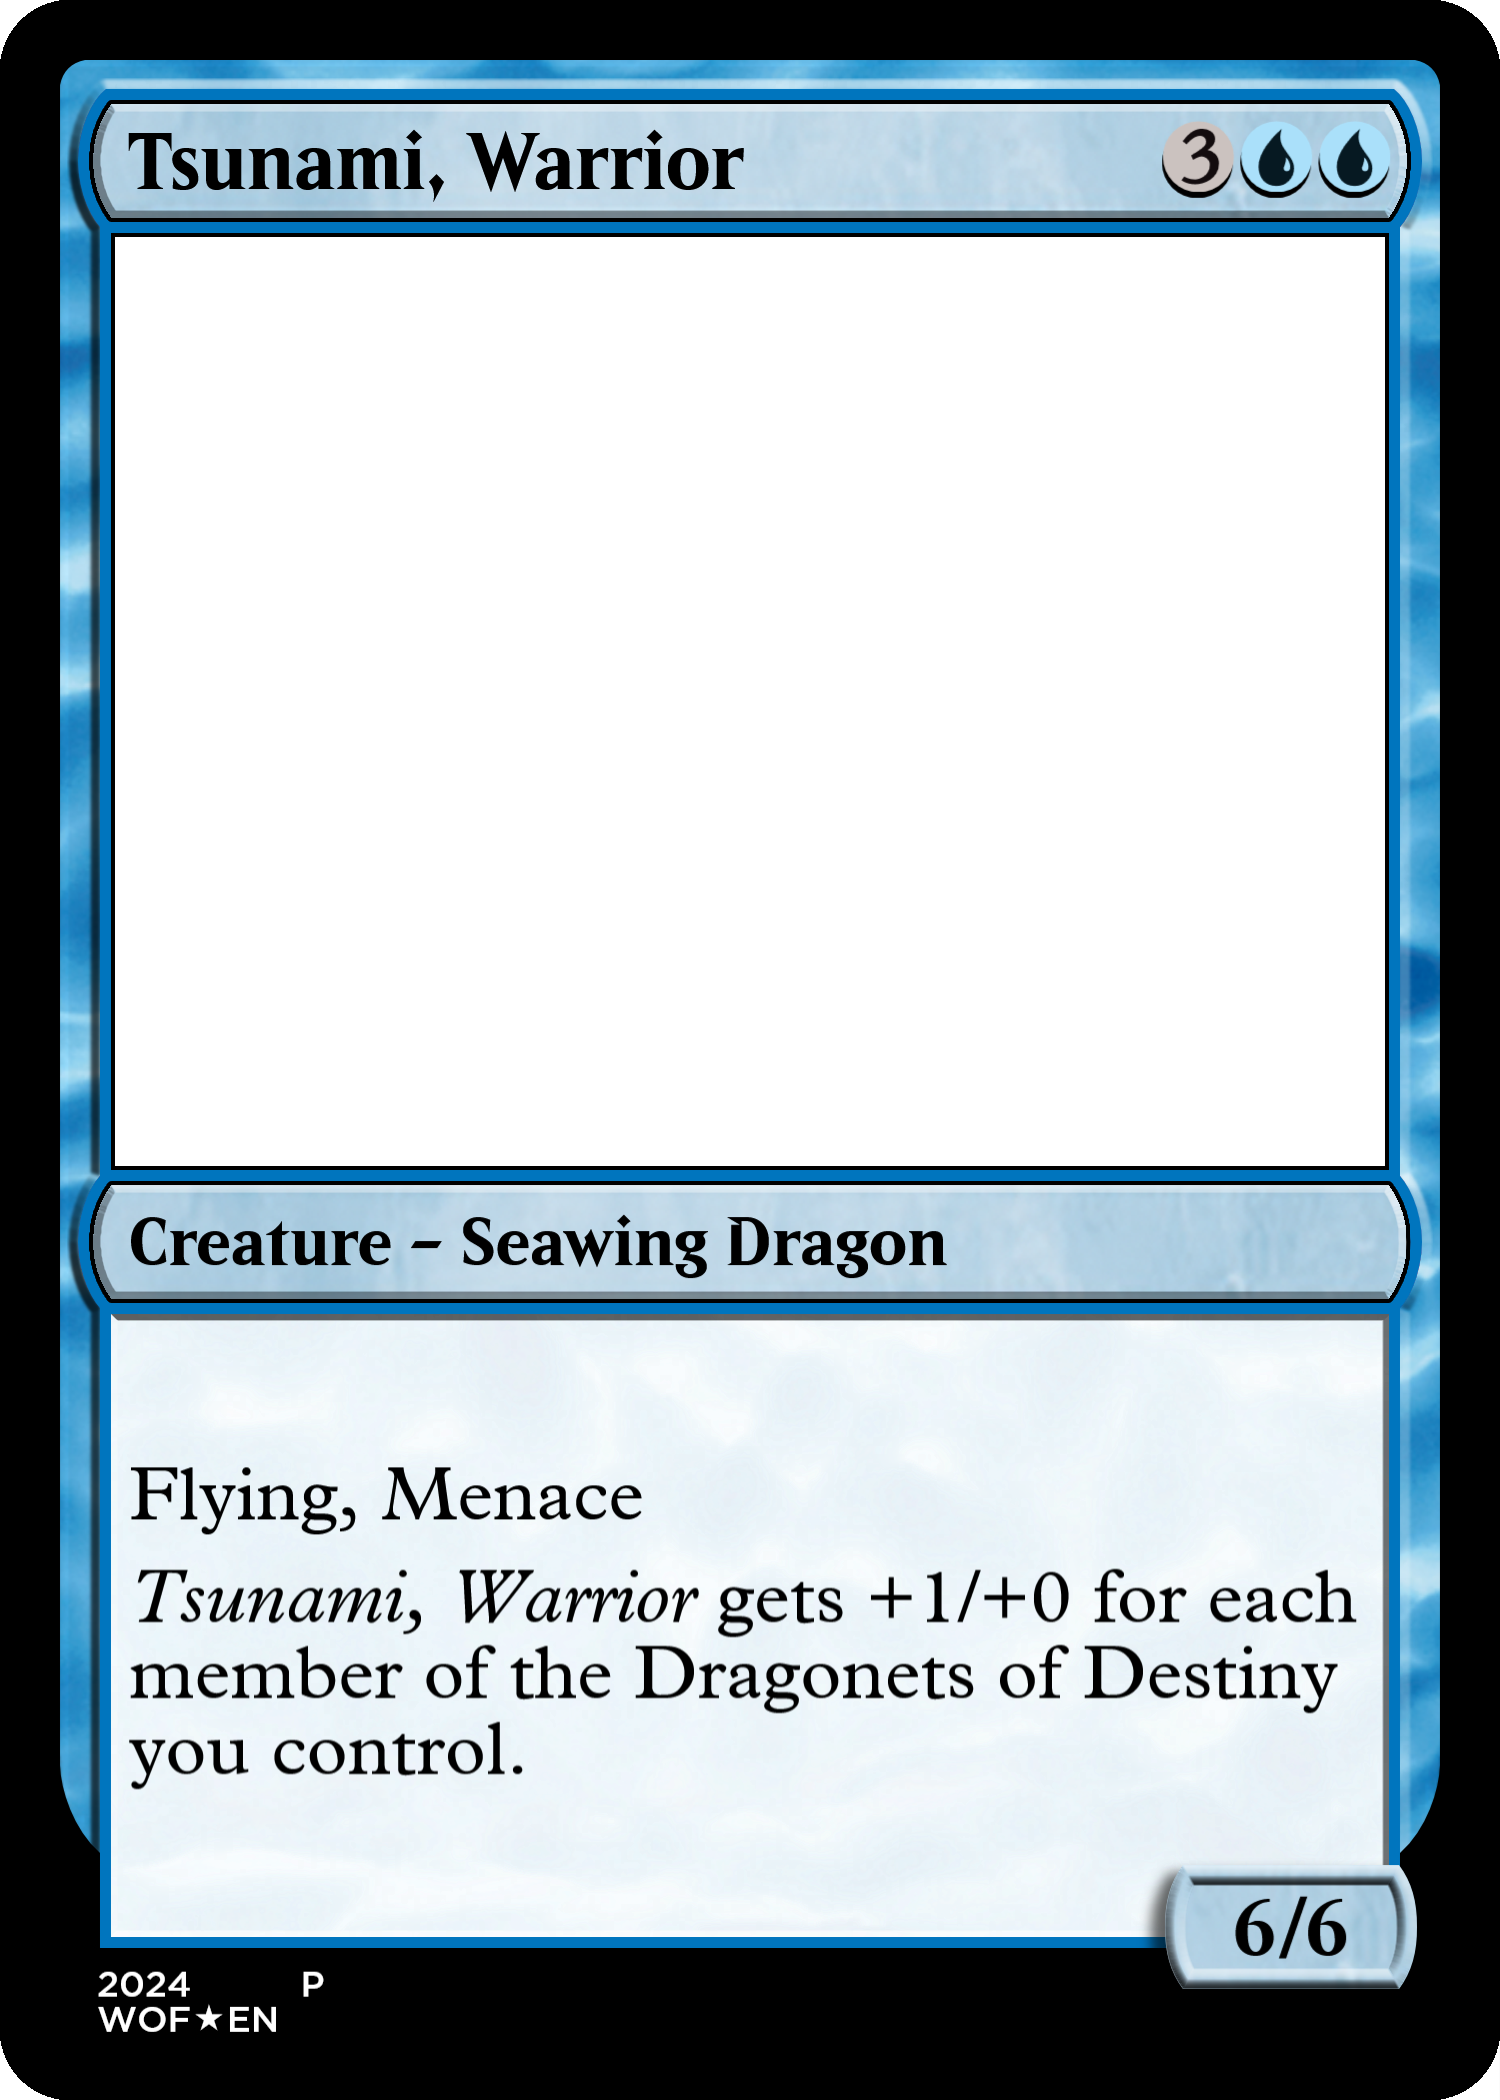 Tsunami, Warrior 3
Creature – Seawing Dragon
Flying, Menace
Tsunami, Warrior gets +1/+0 for each
member of the Dragonets of Destiny
you control.
6/6
2024 P
WOF★EN